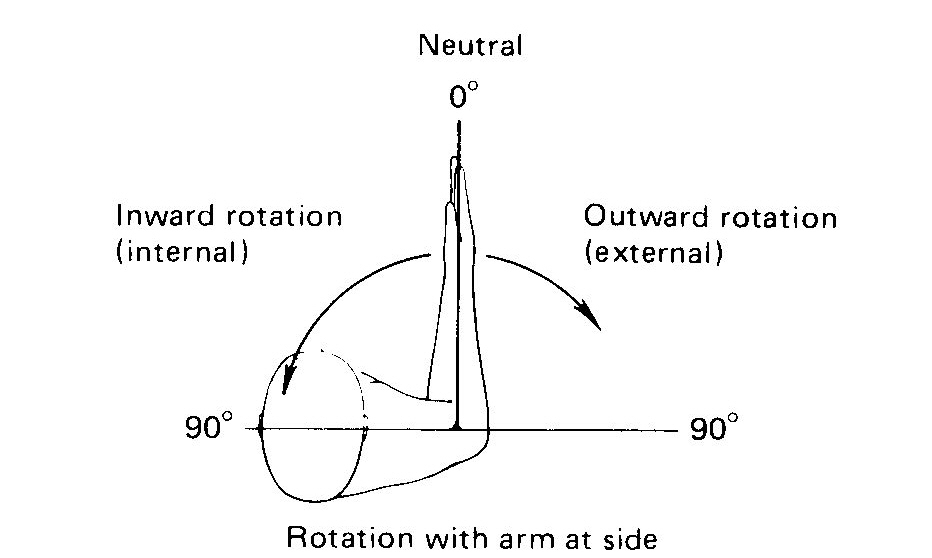 Neutral
0°
Inward rotation
(internal)
Outward rotation
(external)
90°
90°
Rotation with arm at side